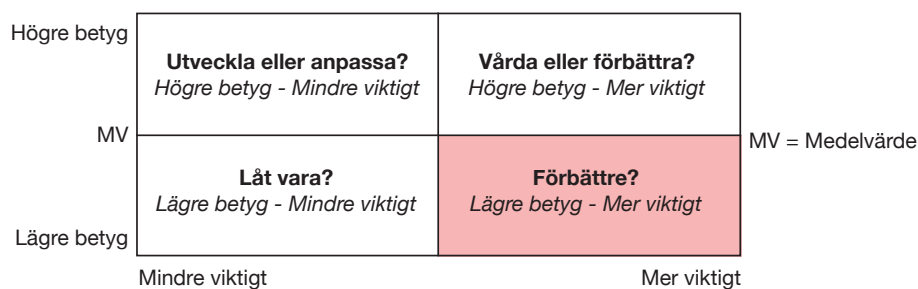 Högre betyg
Utveckla eller anpassa?
Högre betyg - Mindre viktigt
Vårda eller förbättra?
Högre betyg - Mer viktigt
MV
MV = Medelvärde
Låt vara?
Lägre betyg - Mindre viktigt
Förbättre?
Lägre betyg - Mer viktigt
Lägre betyg
Mindre viktigt
Mer viktigt